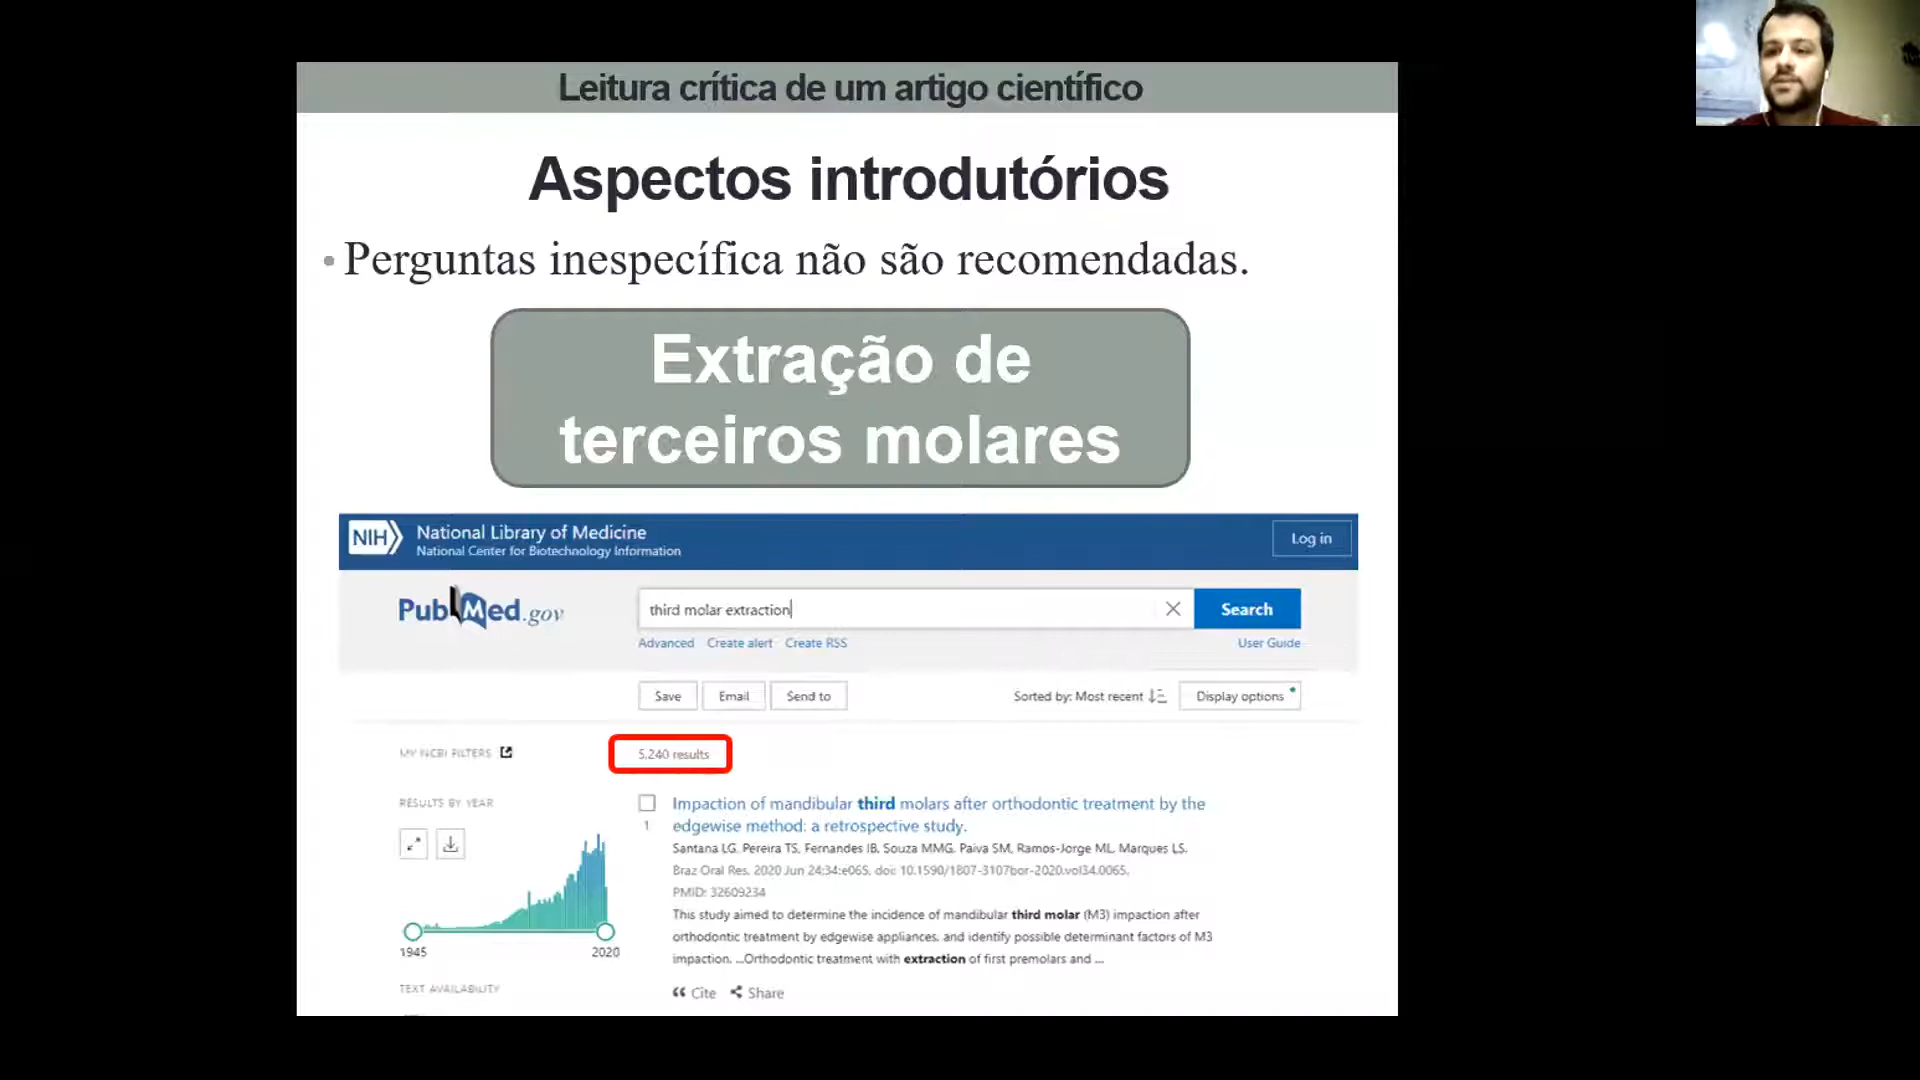 Leitura crítica de um artigo científico
Aspectos introdutórios
• Perguntas inespecífica não são recomendadas.
Extração de
terceiros molares
NIH
National Library of Medicine
National Center for Biotechnology Information
Log in
PubMed.gov
third molar extraction
Search
Advanced Create alert Create RSS
User Guide
Save Email Send to
Sorted by: Most recent
Display options
MY NCBI FILTERS
5,240 results
RESULTS BY YEAR
1945 2020
TEXT AVAILABILITY
1
Impaction of mandibular third molars after orthodontic treatment by the
edgewise method: a retrospective study.
Santana LG, Pereira TS, Fernandes IB, Souza MMG, Paiva SM, Ramos-Jorge ML, Marques LS.
Braz Oral Res. 2020 Jun 24;34:e065. doi: 10.1590/1807-3107bor-2020.vol34.0065.
PMID: 32609234
This study aimed to determine the incidence of mandibular third molar (M3) impaction after
orthodontic treatment by edgewise appliances, and identify possible determinant factors of M3
impaction. ...Orthodontic treatment with extraction of first premolars and ...
Cite Share